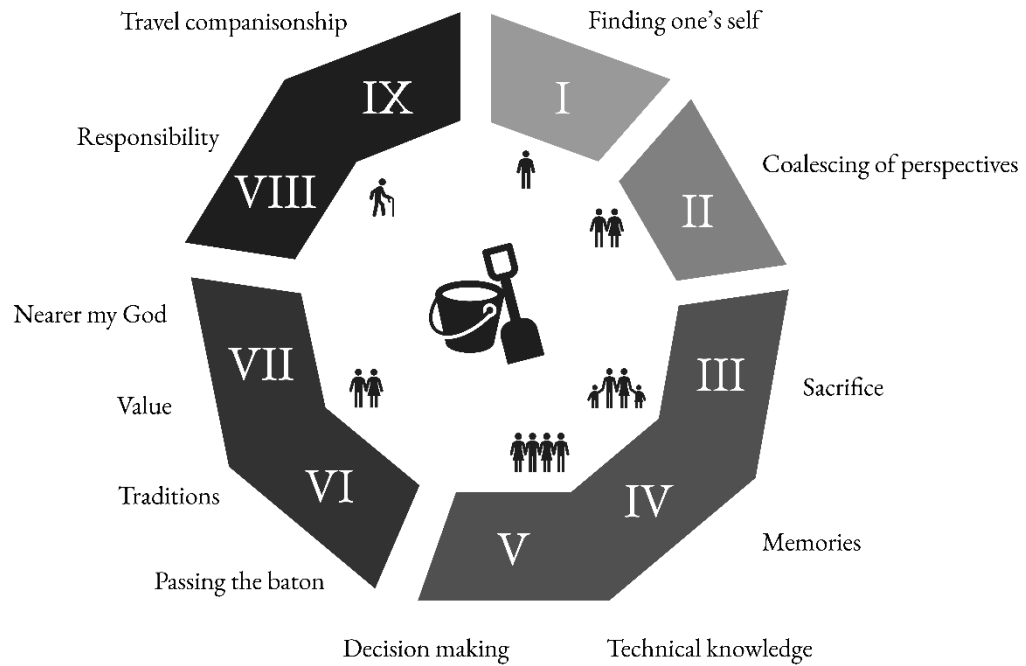 Travel companisonship
Finding one’s self
IX
I
Responsibility
Coalescing of perspectives
VIII
II
Nearer my God
VII
III
Value
Sacrifice
Traditions
VI
IV
V
Memories
Passing the baton
Decision making
Technical knowledge